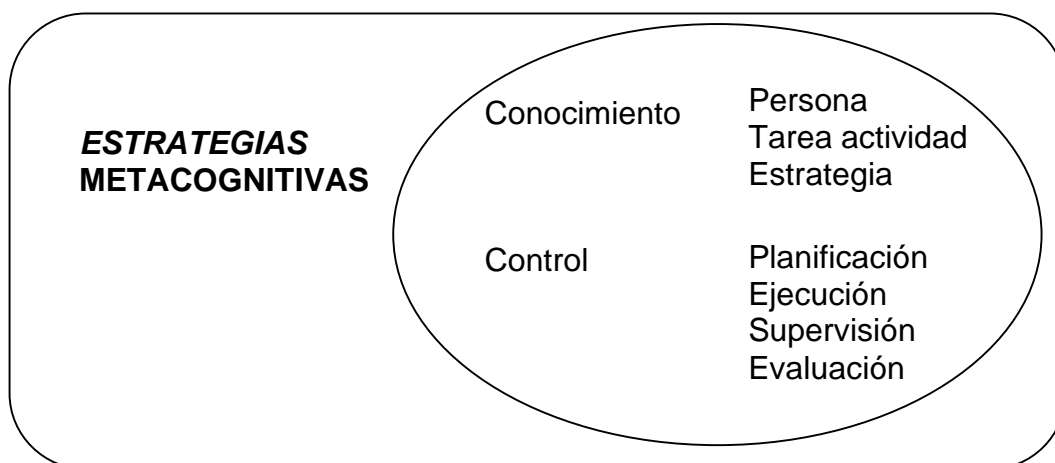 ESTRATEGIAS
METACOGNITIVAS
Conocimiento
Persona
Tarea actividad
Estrategia
Control
Planificación
Ejecución
Supervisión
Evaluación